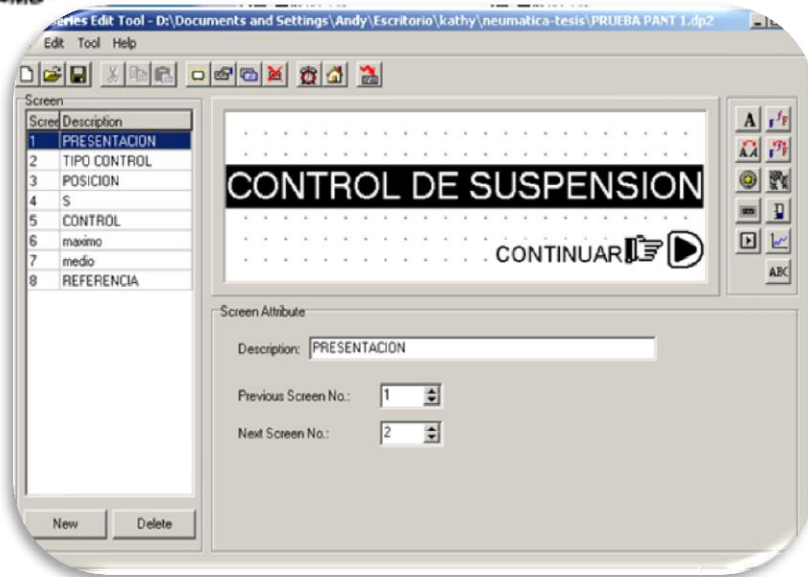 eries Edit Tool - D:\Documents and Settings\Andy\Escritorio\kathy\neumatica-tesis\PRUEBA PANT 1.dp2
Edit Tool Help
Screen
Scree Description
1 PRESENTACION
2 TIPO CONTROL
3 POSICION
4 S
5 CONTROL
6 maximo
7 medio
8 REFERENCIA
New Delete
CONTROL DE SUSPENSION
CONTINUAR
Screen Attribute
Description: PRESENTACION
Previous Screen No.: 1
Next Screen No.: 2
A
ABC